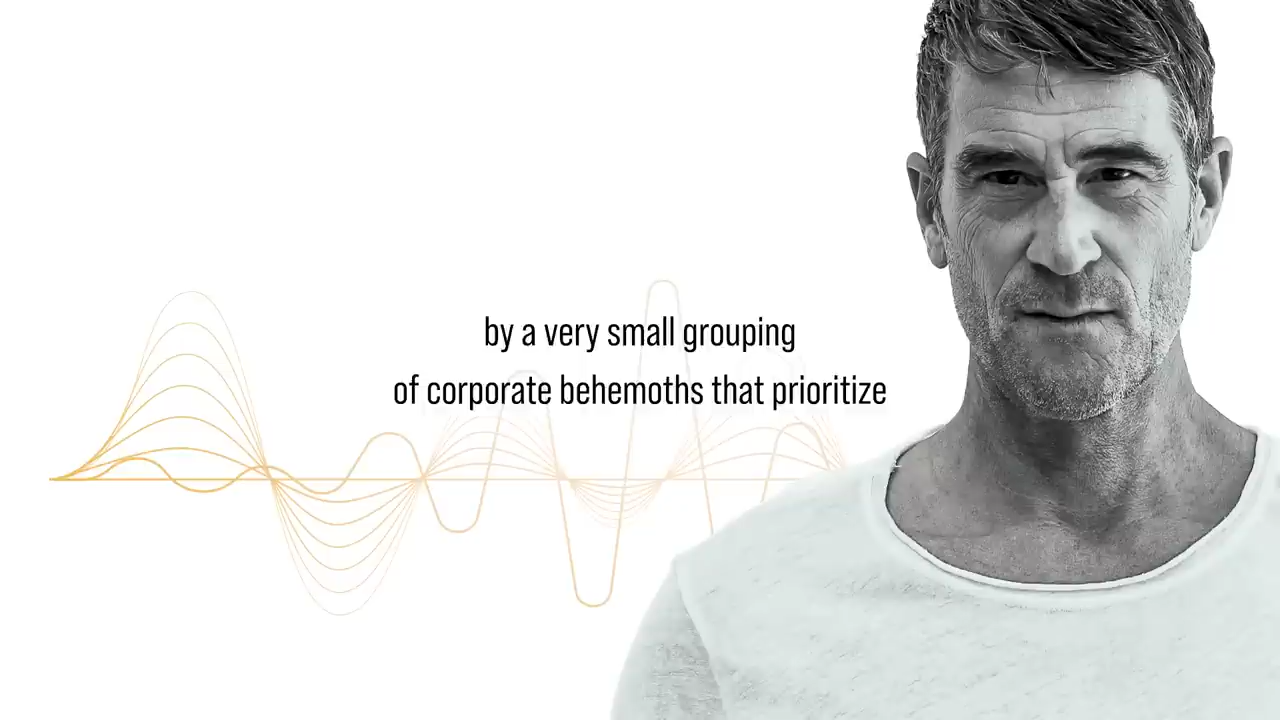 by a very small grouping
of corporate behemoths that prioritize